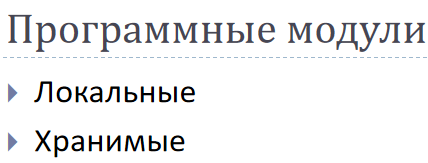 Программные модули
Локальные
Хранимые